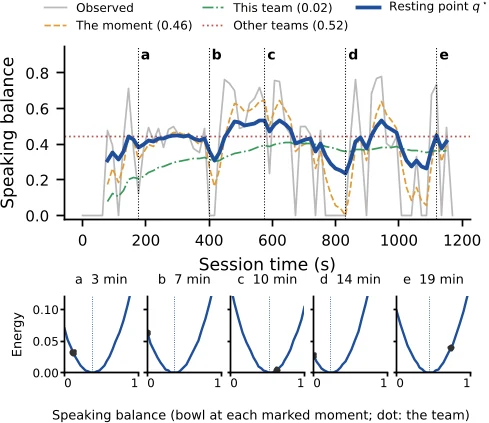 Observed
This team (0.02)
Resting point q*
The moment (0.46)
Other teams (0.52)
a b c d e
Speaking balance
0.8
0.6
0.4
0.2
0.0
0 200 400 600 800 1000 1200
Session time (s)
a 3 min b 7 min c 10 min d 14 min e 19 min
Energy
0.10
0.05
0.00
0 1 0 1 0 1 0 1 0 1
Speaking balance (bowl at each marked moment; dot: the team)